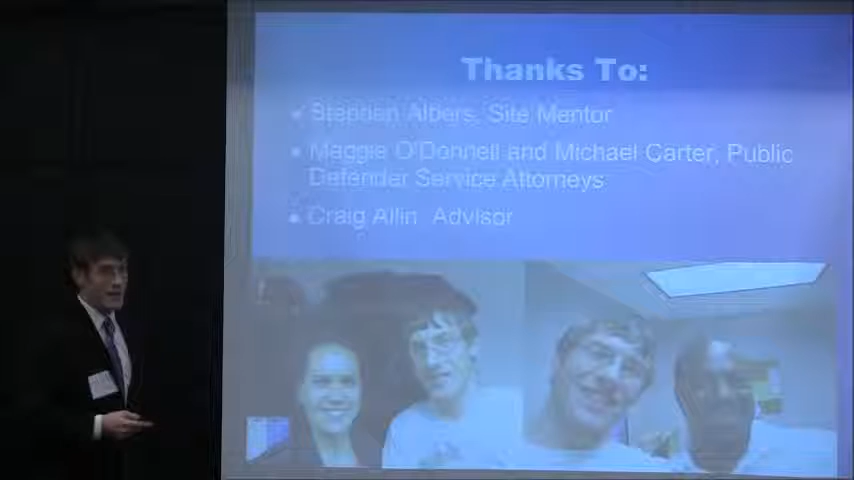 Thanks To:
Stephen Albers, Site Mentor
Maggie O'Donnell and Michael Carter, Public
Defender Service Attorneys
Craig Allin Advisor